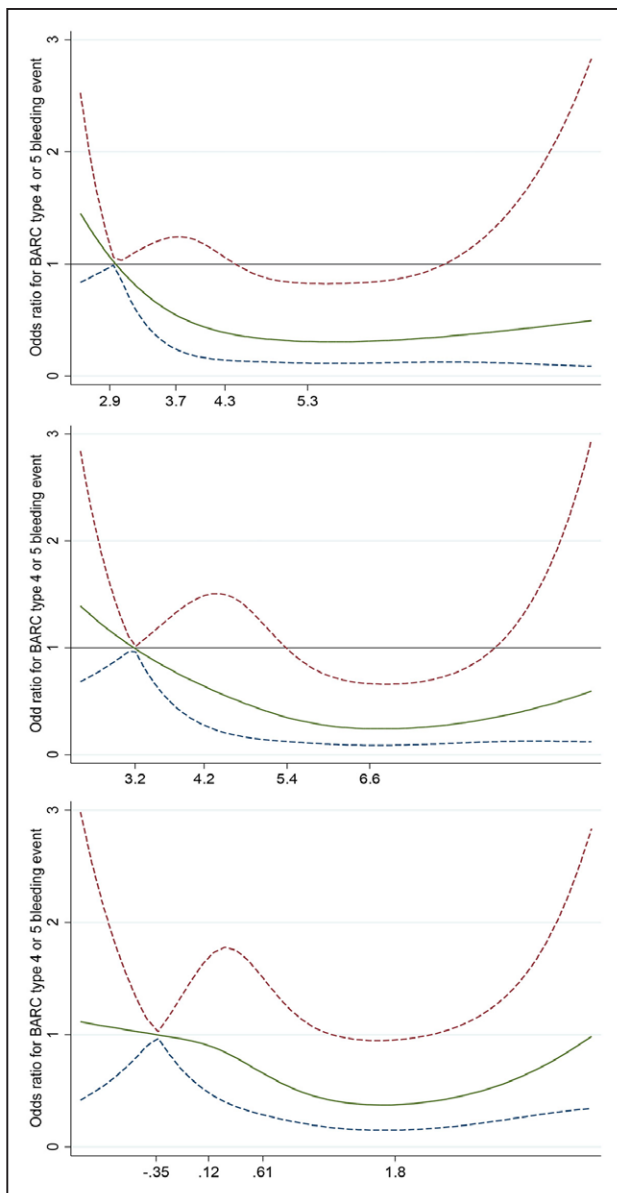 3
2
1
0
Odds ratio for BARC type 4 or 5 bleeding event
2.9 3.7 4.3 5.3
3
2
1
0
Odd ratio for BARC type 4 or 5 bleeding event
3.2 4.2 5.4 6.6
3
2
1
0
Odds ratio for BARC type 4 or 5 bleeding event
-.35 .12 .61 1.8